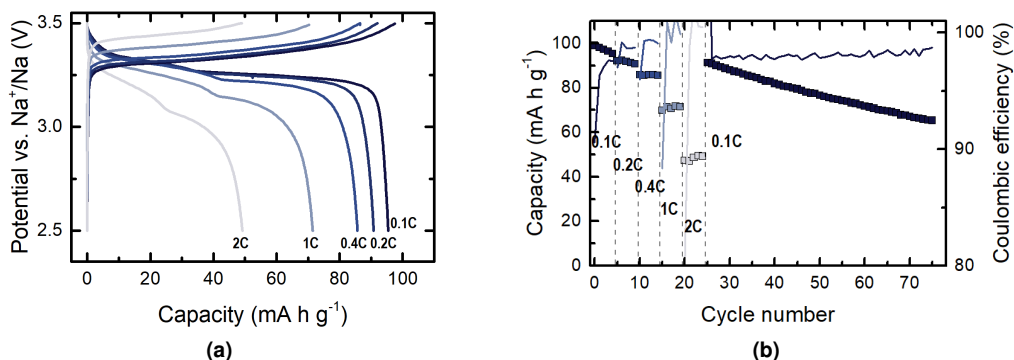 (a)
Potential vs. Na⁺/Na (V)
3.5
3.0
2.5
0.1C
2C
1C
0.4C
0.2C
0
20
40
60
80
100
Capacity (mA h g⁻¹)
(a)
b)
Capacity (mA h g⁻¹)
100
80
60
40
20
0
0.1C
0.2C
0.4C
1C
2C
0.1C
100
90
80
Coulombic efficiency (%)
0
10
20
30
40
50
60
70
Cycle number
(b)